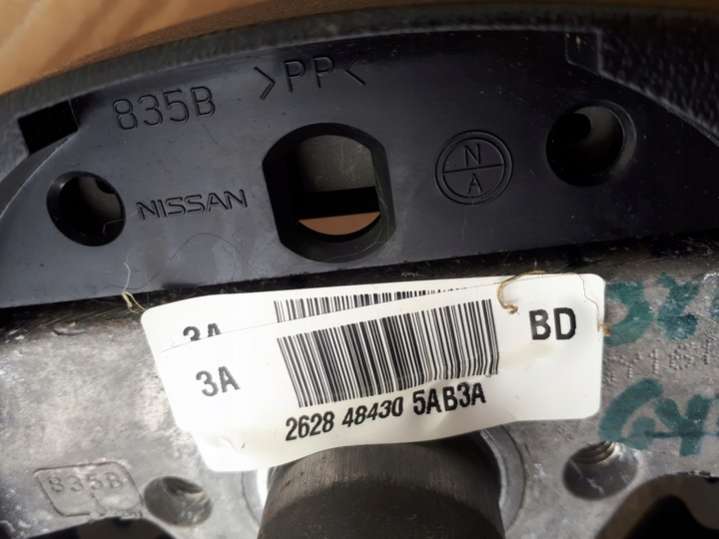 835B >PP<
NISSAN
N
A
3A
3A
BD
2628 48430 5AB3A
835B